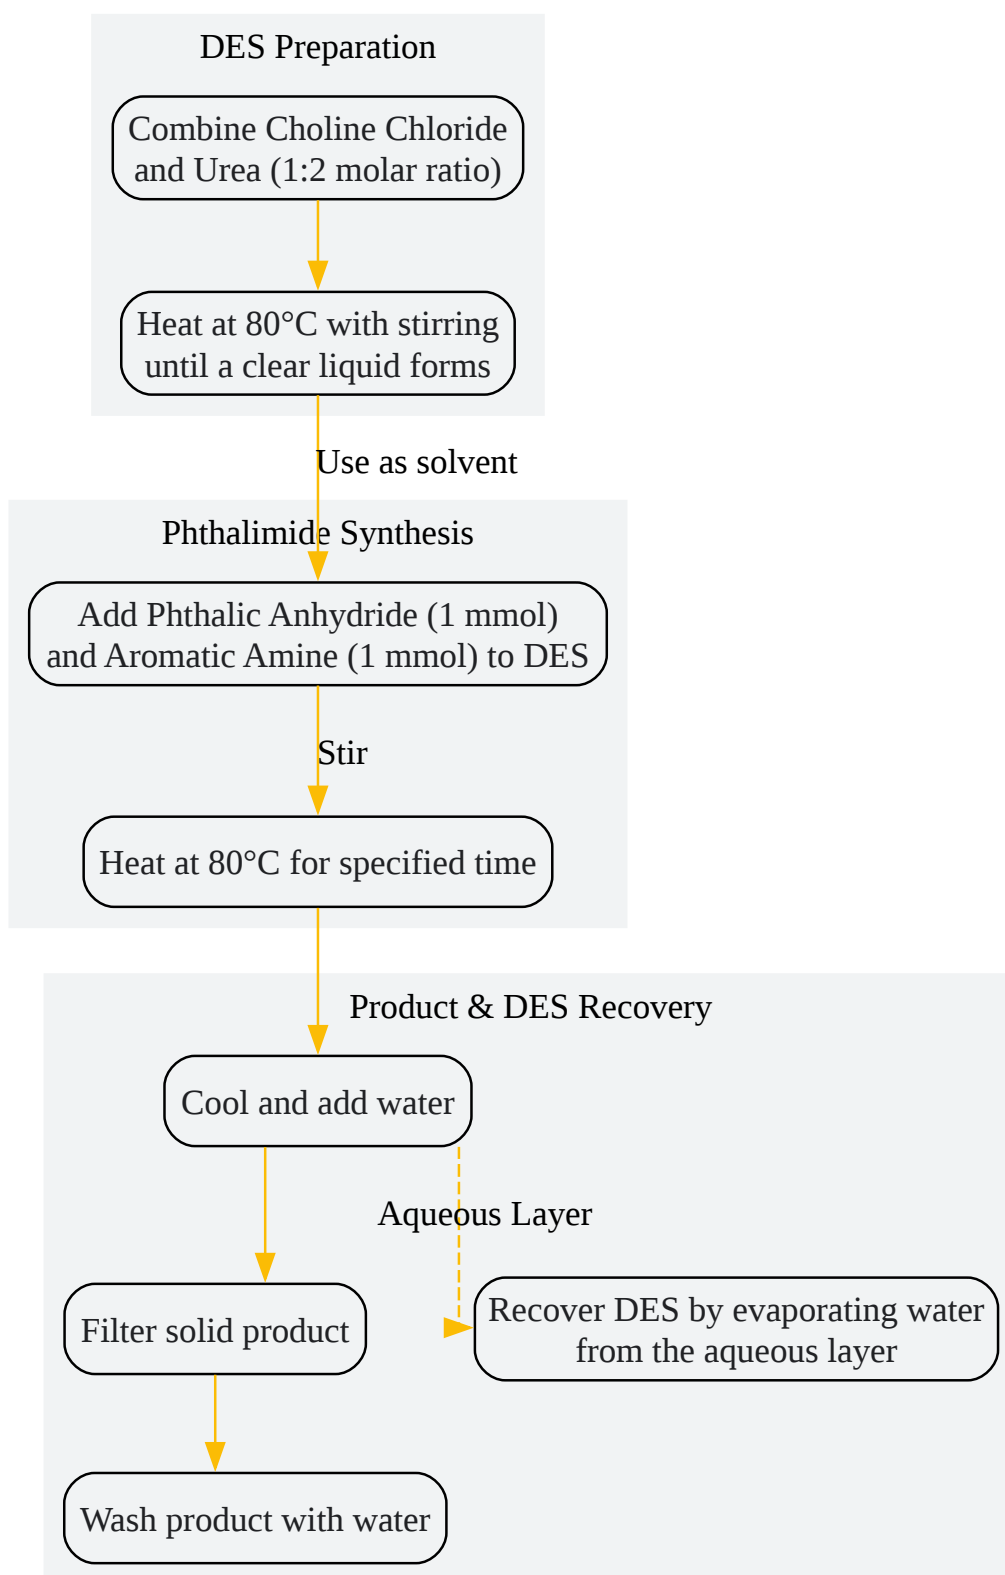 DES Preparation
Combine Choline Chloride
and Urea (1:2 molar ratio)
Heat at 80°C with stirring
until a clear liquid forms
Use as solvent
Phthalimide Synthesis
Add Phthalic Anhydride (1 mmol)
and Aromatic Amine (1 mmol) to DES
Stir
Heat at 80°C for specified time
Product & DES Recovery
Cool and add water
Aqueous Layer
Filter solid product
Recover DES by evaporating water
from the aqueous layer
Wash product with water